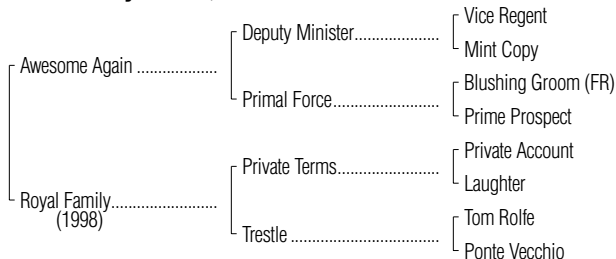 Vice Regent
Deputy Minister....................
Mint Copy
Awesome Again ...................
Blushing Groom (FR)
Primal Force.........................
Prime Prospect
Private Account
Private Terms........................
Laughter
Royal Family.........................
(1998)
Tom Rolfe
Trestle ...................................
Ponte Vecchio